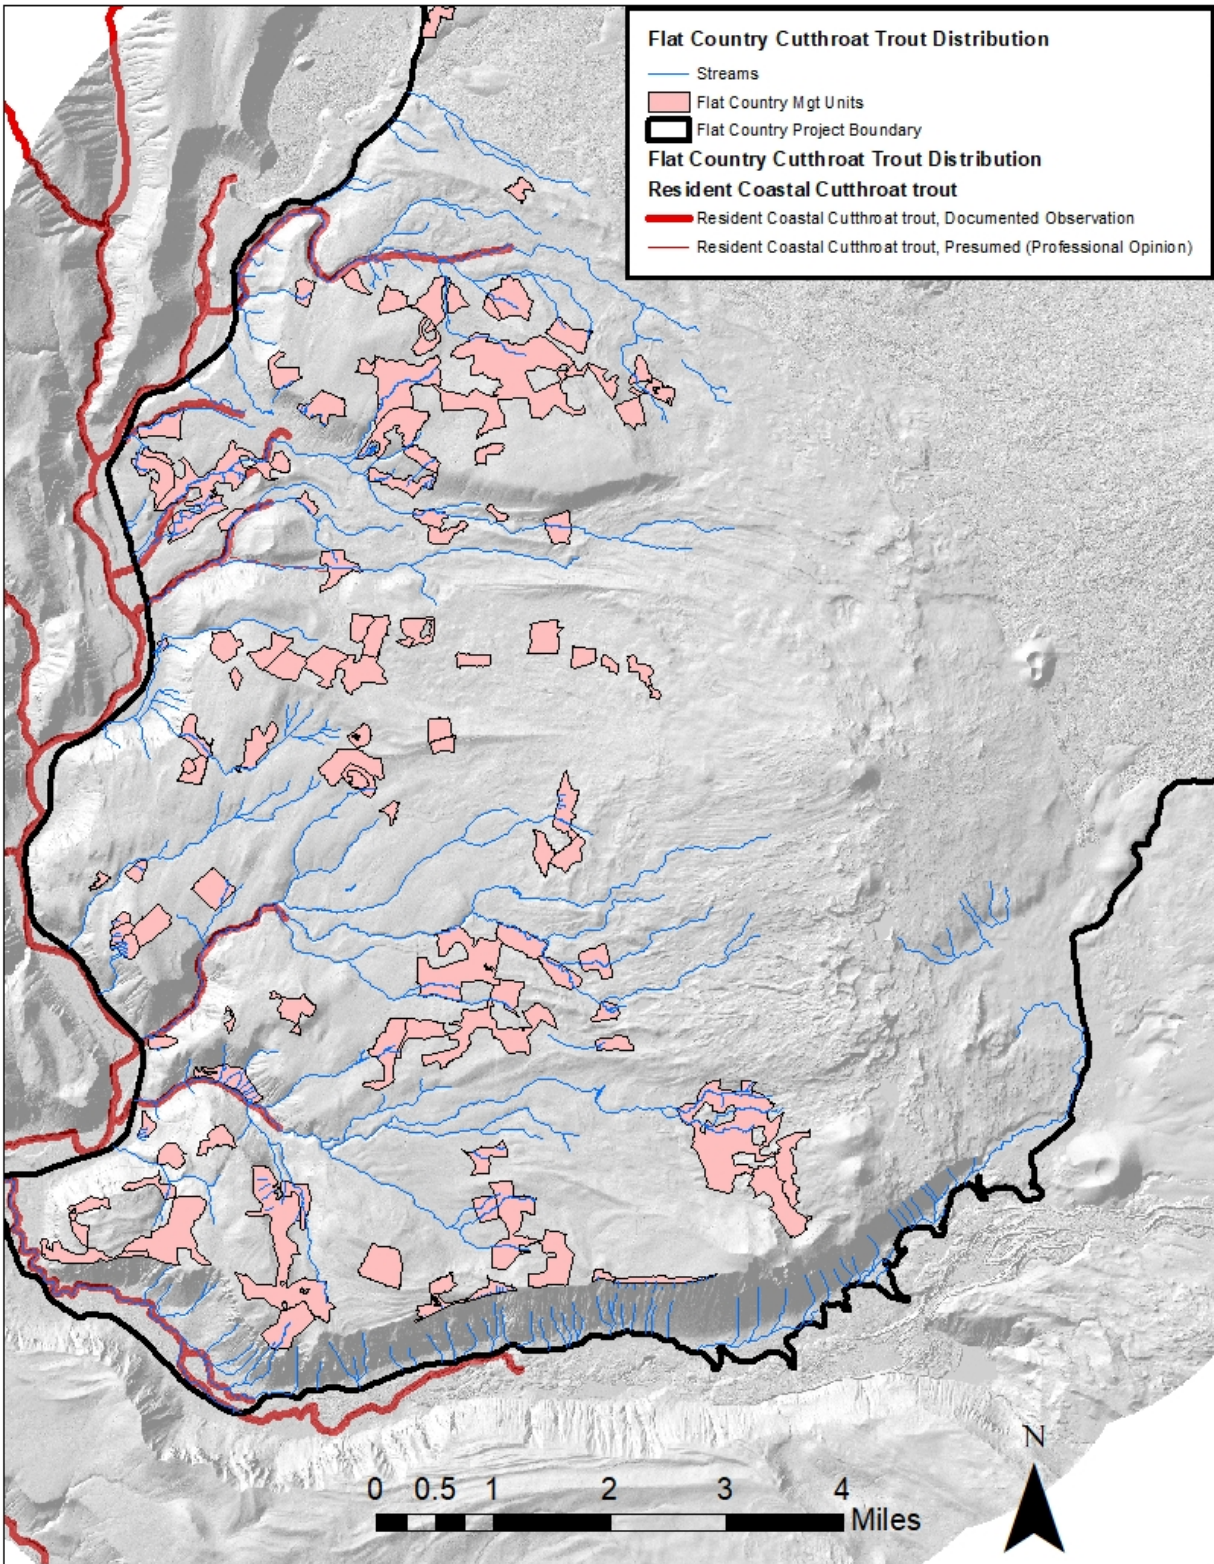 Flat Country Cutthroat Trout Distribution
Streams
Flat Country Mgt Units
Flat Country Project Boundary
Flat Country Cutthroat Trout Distribution
Resident Coastal Cutthroat trout
Resident Coastal Cutthroat trout, Documented Observation
Resident Coastal Cutthroat trout, Presumed (Professional Opinion)
N
0 0.5 1 2 3 4
Miles